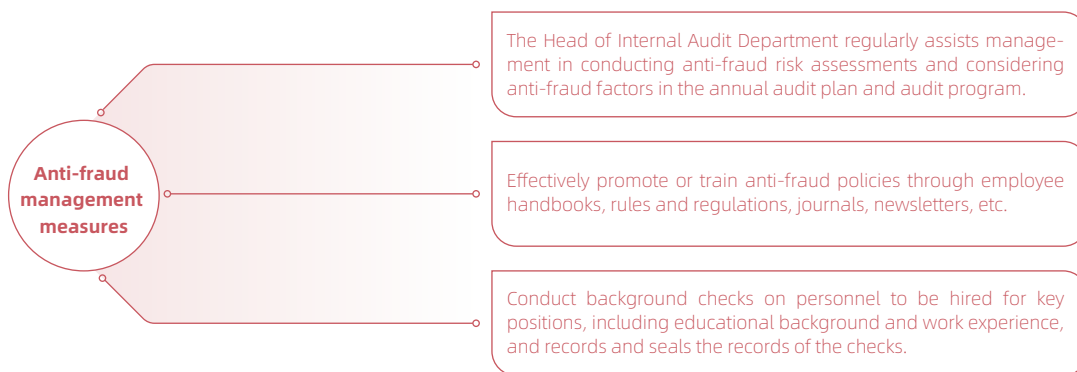 The Head of Internal Audit Department regularly assists manage-
ment in conducting anti-fraud risk assessments and considering
anti-fraud factors in the annual audit plan and audit program.
Anti-fraud
management
measures
Effectively promote or train anti-fraud policies through employee
handbooks, rules and regulations, journals, newsletters, etc.
Conduct background checks on personnel to be hired for key
positions, including educational background and work experience,
and records and seals the records of the checks.